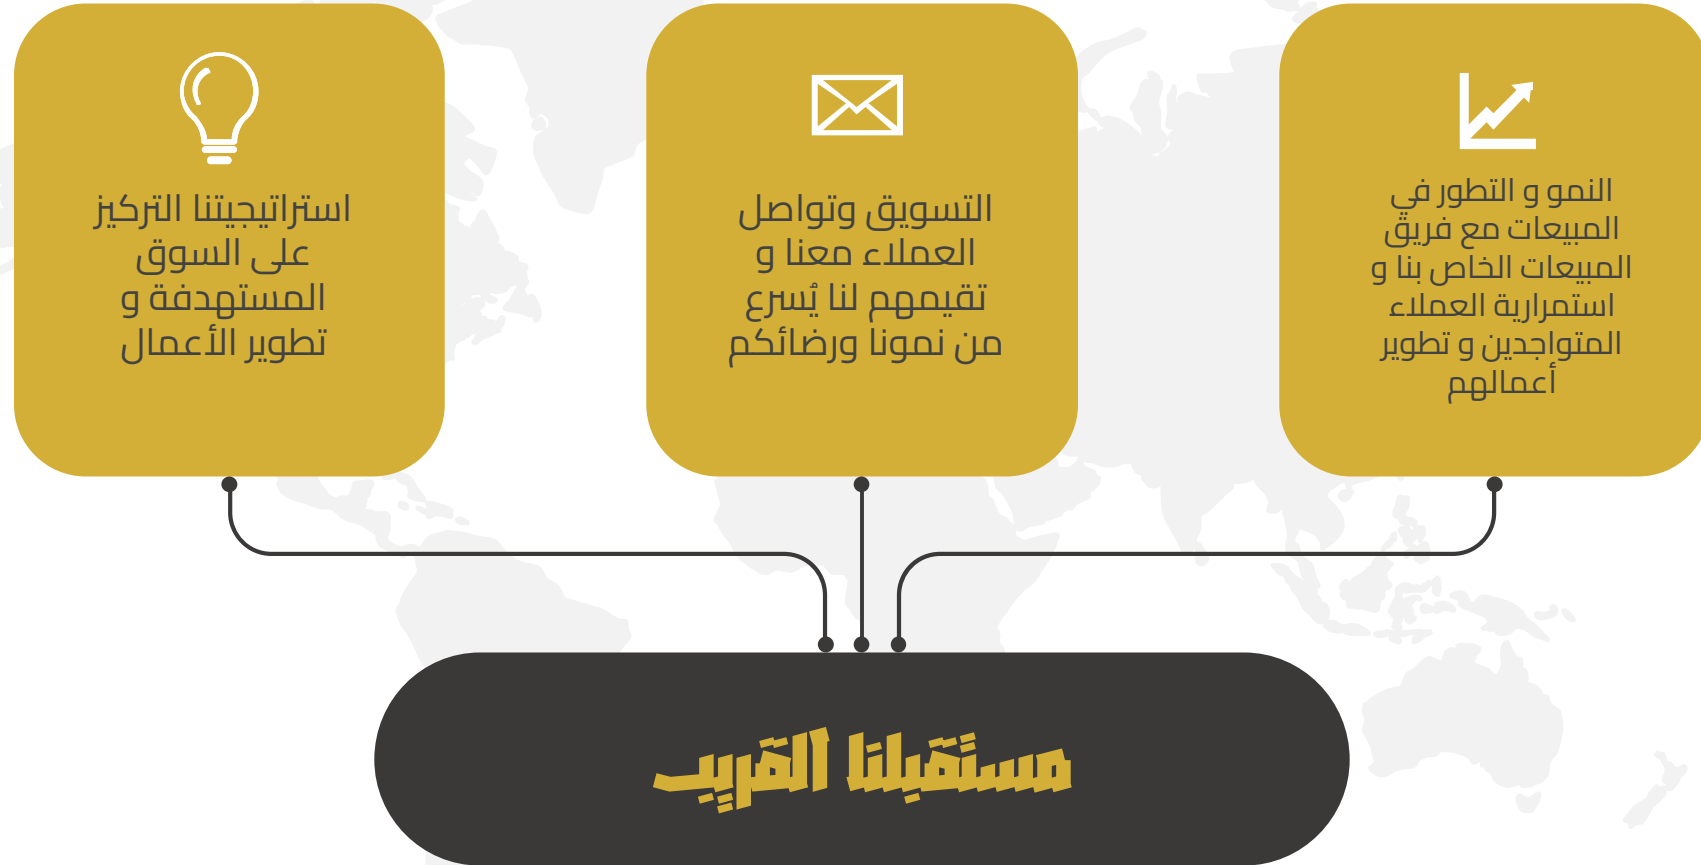 النمو و التطور في
المبيعات مع فريق
المبيعات الخاص بنا و
استمرارية العملاء
المتواجدين و تطوير
أعمالهم
التسويق وتواصل
العملاء معنا و
تقيمهم لنا يُسرع
من نمونا ورضائكم
استراتيجيتنا التركيز
على السوق
المستهدفة و
تطوير الأعمال
مستقبلنا القريب